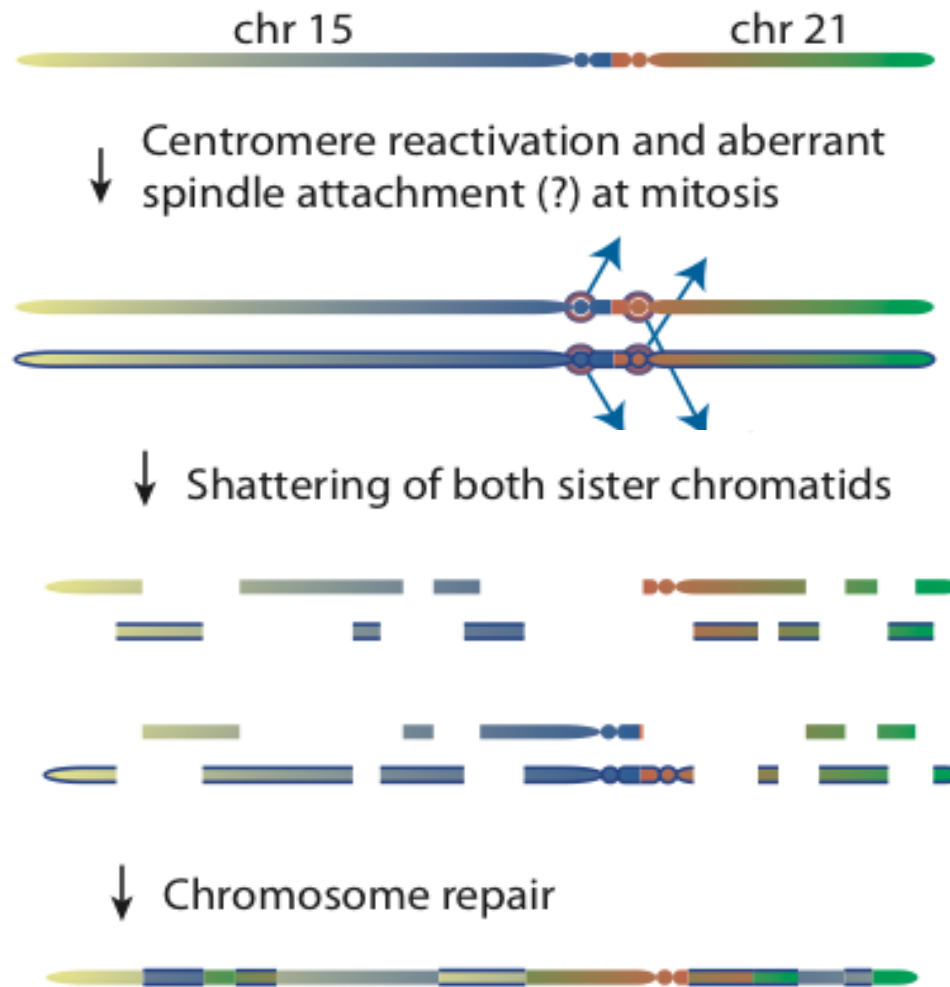 chr 15 chr 21
Centromere reactivation and aberrant
spindle attachment (?) at mitosis
Shattering of both sister chromatids
Chromosome repair